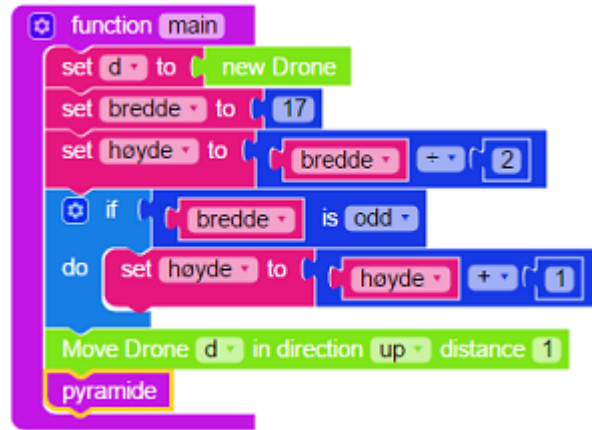 function main
set d to new Drone
set bredde to 17
set høyde to bredde ÷ 2
if bredde is odd
do set høyde to høyde + 1
Move Drone d in direction up distance 1
pyramide